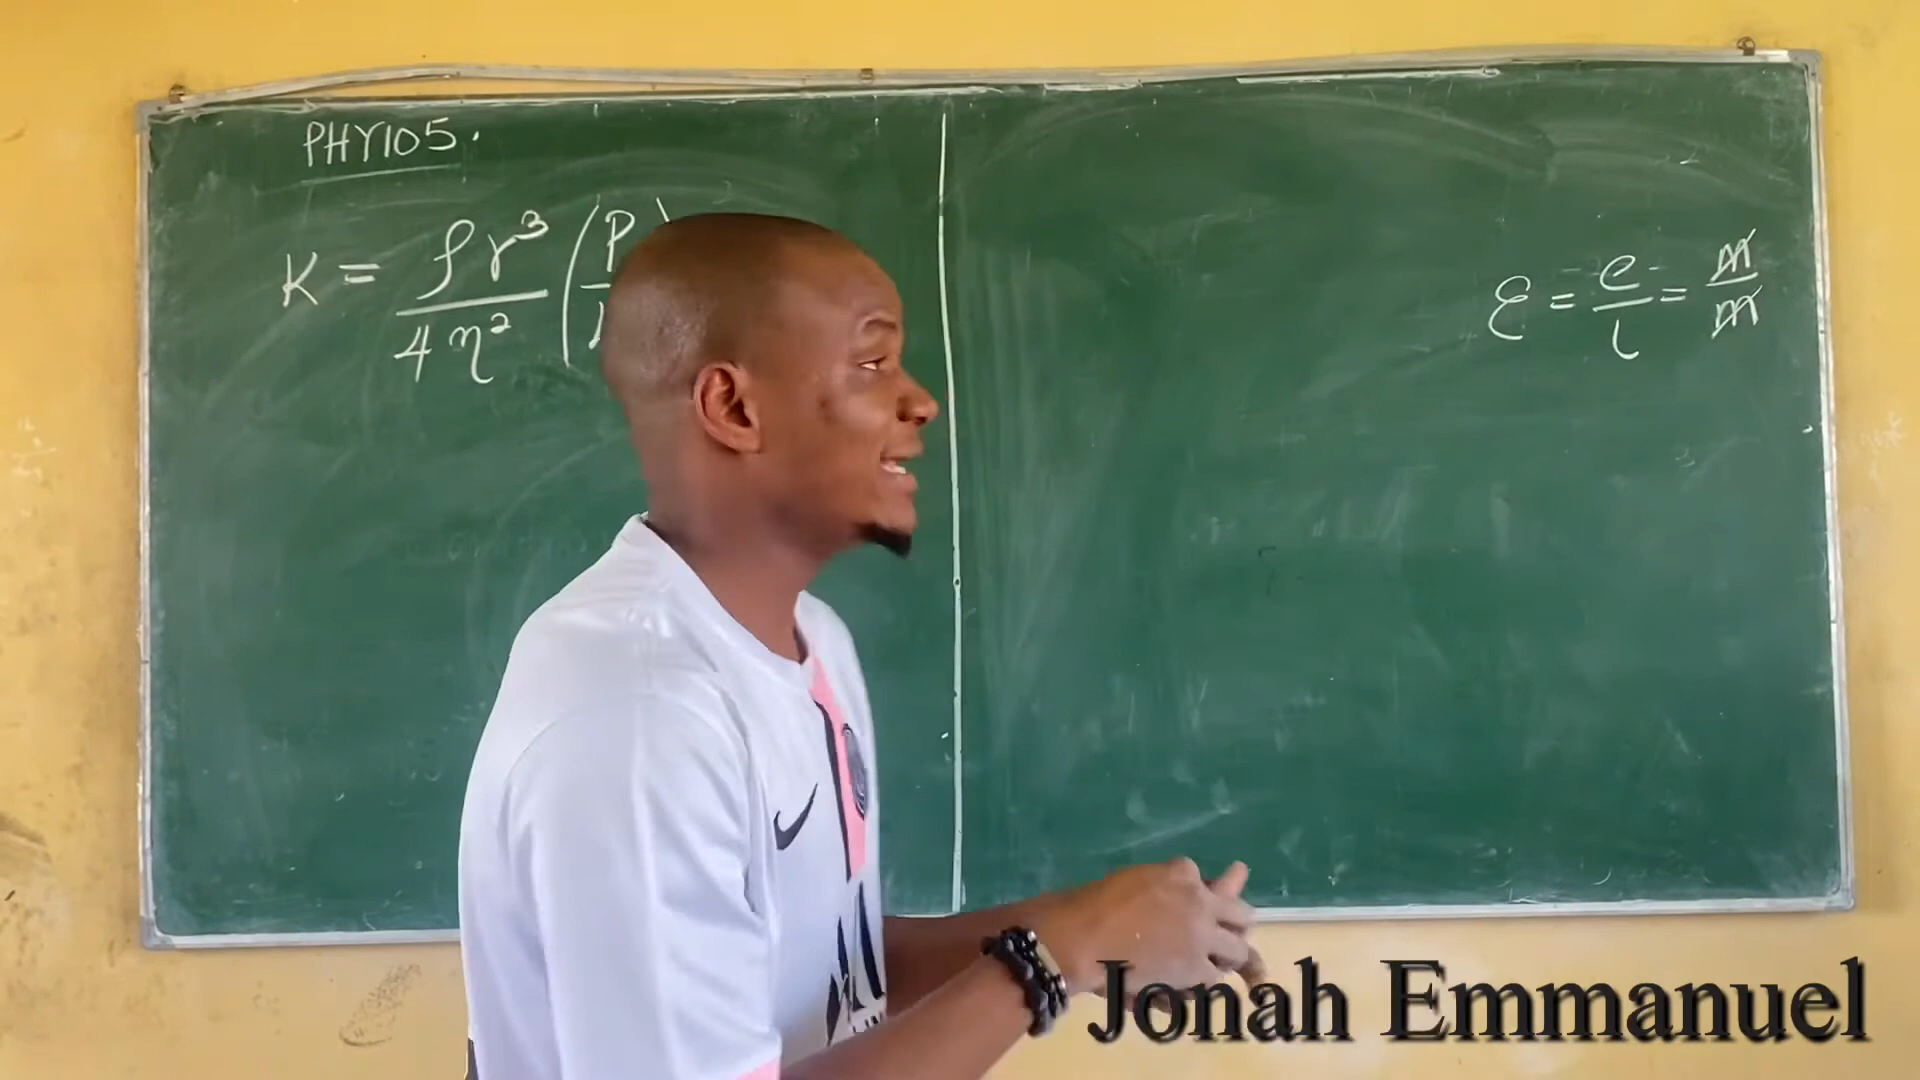 PHY105.
K = ρr³ / 4η² (P
ε = e/l = m/m
Jonah Emmanuel